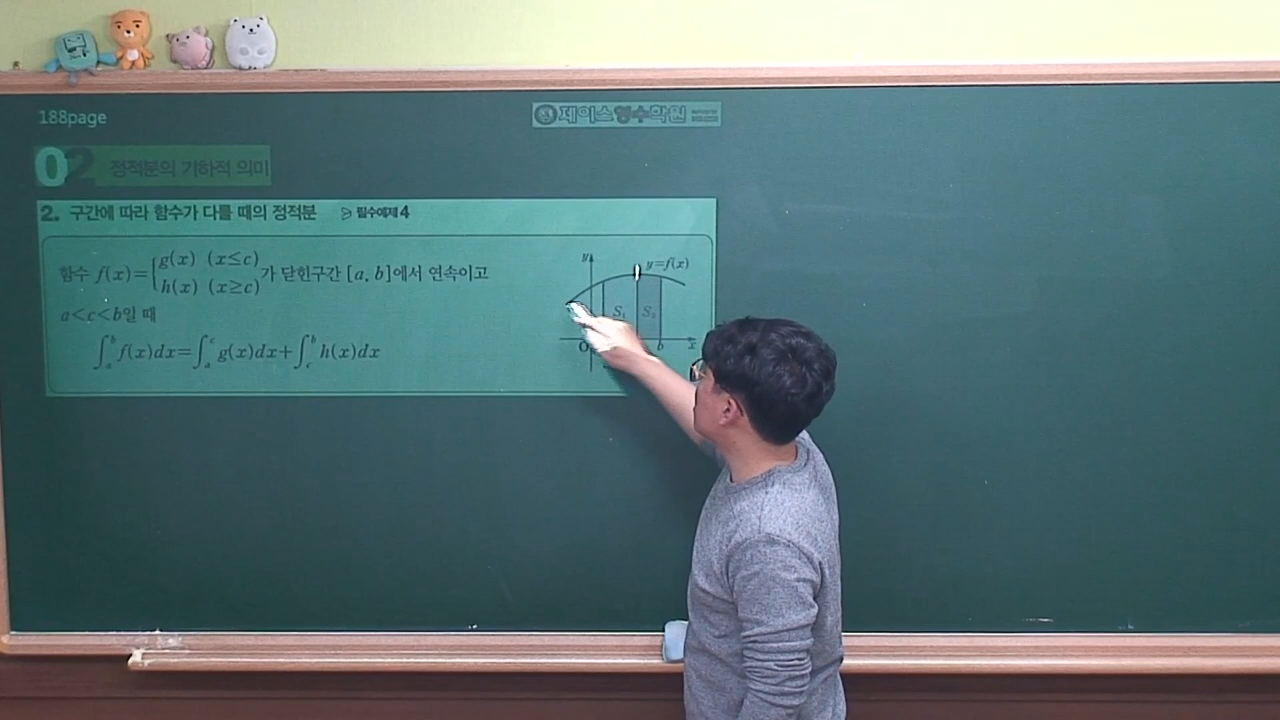 188page
제이스영수학원
02 정적분의 기하적 의미
2. 구간에 따라 함수가 다를 때의 정적분 필수예제 4
함수 f(x)={g(x) (x≤c)
h(x) (x≥c) 가 닫힌구간 [a, b]에서 연속이고
a<c<b일 때
∫_a^b f(x)dx=∫_a^c g(x)dx+∫_c^b h(x)dx
y
y=f(x)
S₁ S₂
O b x